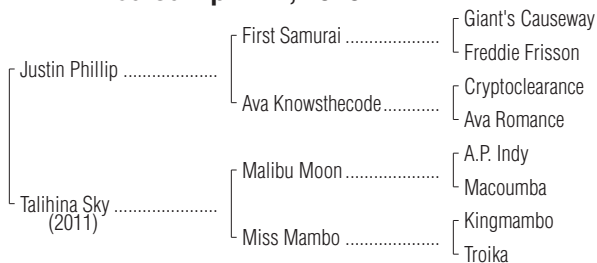 First Samurai ..................... Giant's Causeway
Freddie Frisson
Justin Phillip .....................
Ava Knowsthecode............ Cryptoclearance
Ava Romance
Malibu Moon ..................... A.P. Indy
Macoumba
Talihina Sky .......................
(2011)
Miss Mambo ..................... Kingmambo
Troika